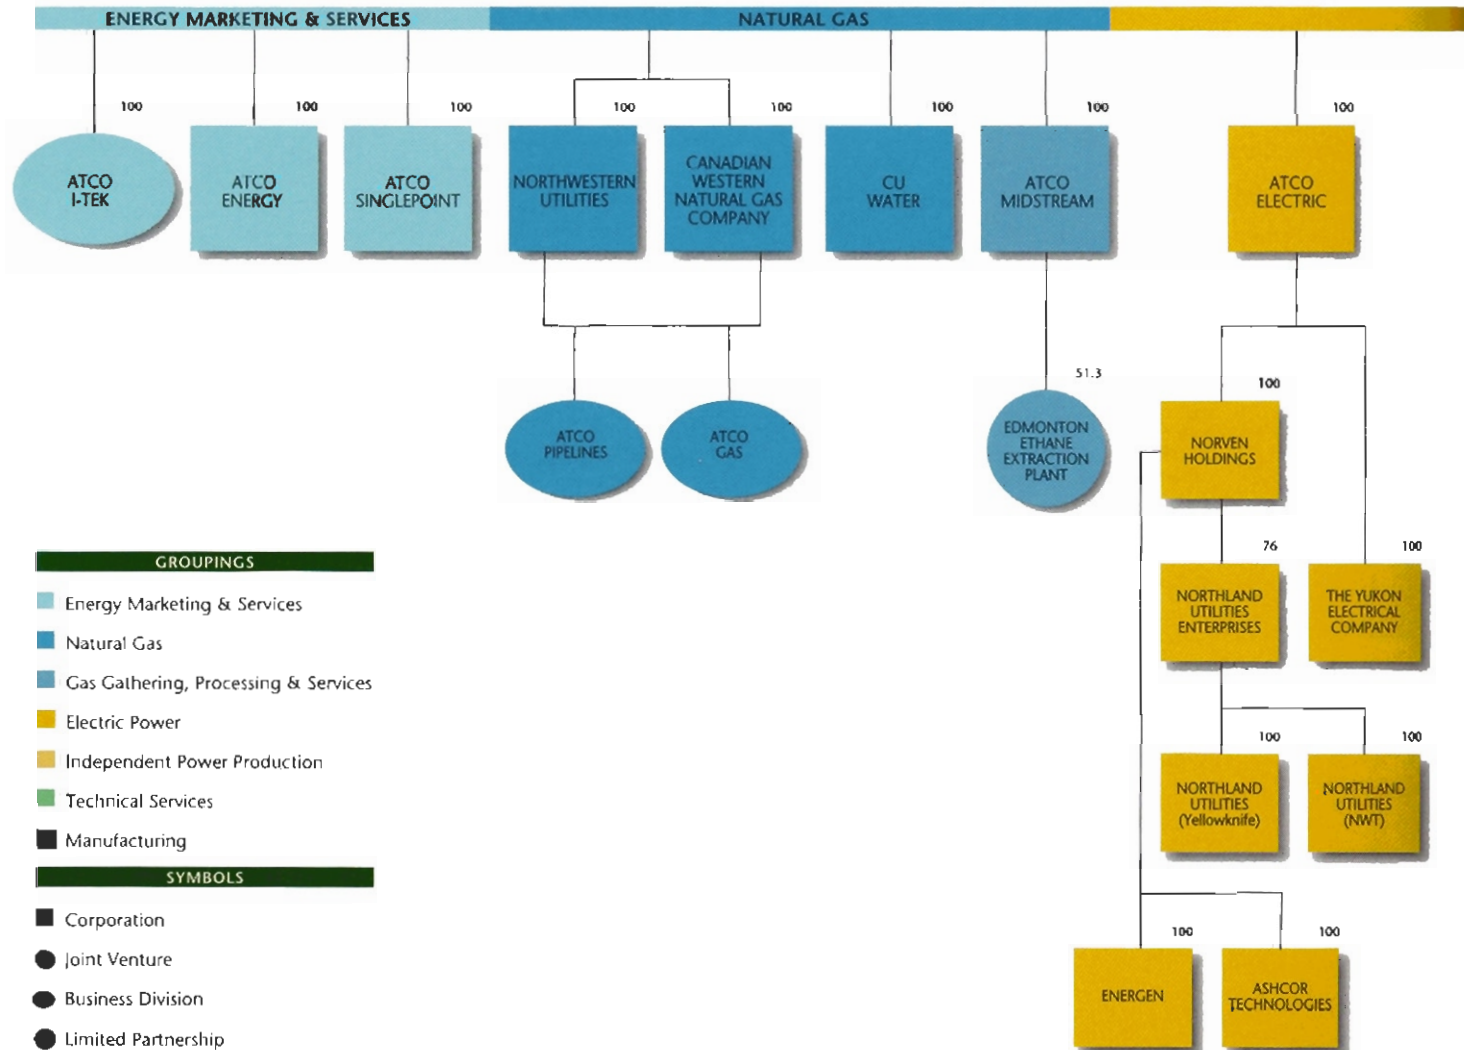 ENERGY MARKETING & SERVICES
NATURAL GAS
100
100
100
100
100
100
100
100
ATCO
I-TEK
ATCO
ENERGY
ATCO
SINGLEPOINT
NORTHWESTERN
UTILITIES
CANADIAN
WESTERN
NATURAL GAS
COMPANY
CU
WATER
ATCO
MIDSTREAM
ATCO
ELECTRIC
51.3
100
ATCO
PIPELINES
ATCO
GAS
EDMONTON
ETHANE
EXTRACTION
PLANT
NORVEN
HOLDINGS
76
100
NORTHLAND
UTILITIES
ENTERPRISES
THE YUKON
ELECTRICAL
COMPANY
100
100
NORTHLAND
UTILITIES
(Yellowknife)
NORTHLAND
UTILITIES
(NWT)
100
100
ENERGEN
ASHCOR
TECHNOLOGIES
GROUPINGS
Energy Marketing & Services
Natural Gas
Gas Gathering, Processing & Services
Electric Power
Independent Power Production
Technical Services
Manufacturing
SYMBOLS
Corporation
Joint Venture
Business Division
Limited Partnership